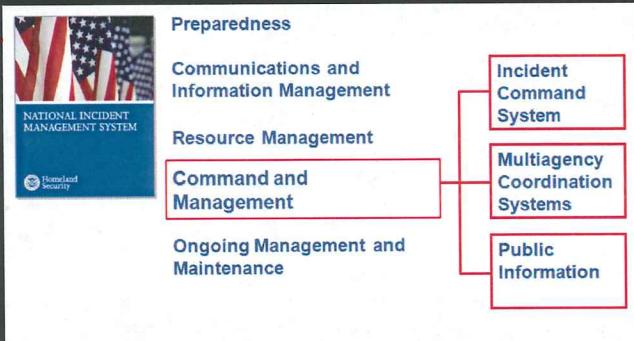 NATIONAL INCIDENT
MANAGEMENT SYSTEM
Homeland
Security
Preparedness
Communications and
Information Management
Resource Management
Command and
Management
Ongoing Management and
Maintenance
Incident
Command
System
Multiagency
Coordination
Systems
Public
Information